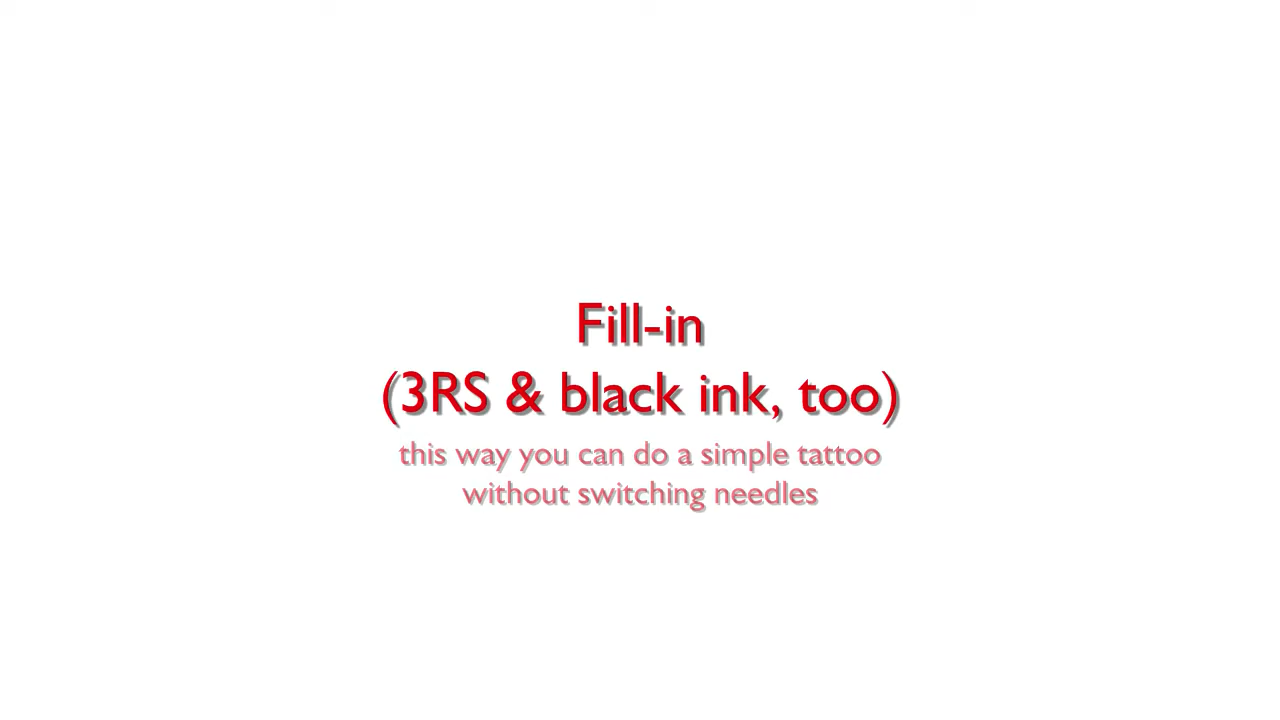 Fill-in
(3RS & black ink, too)
this way you can do a simple tattoo
without switching needles